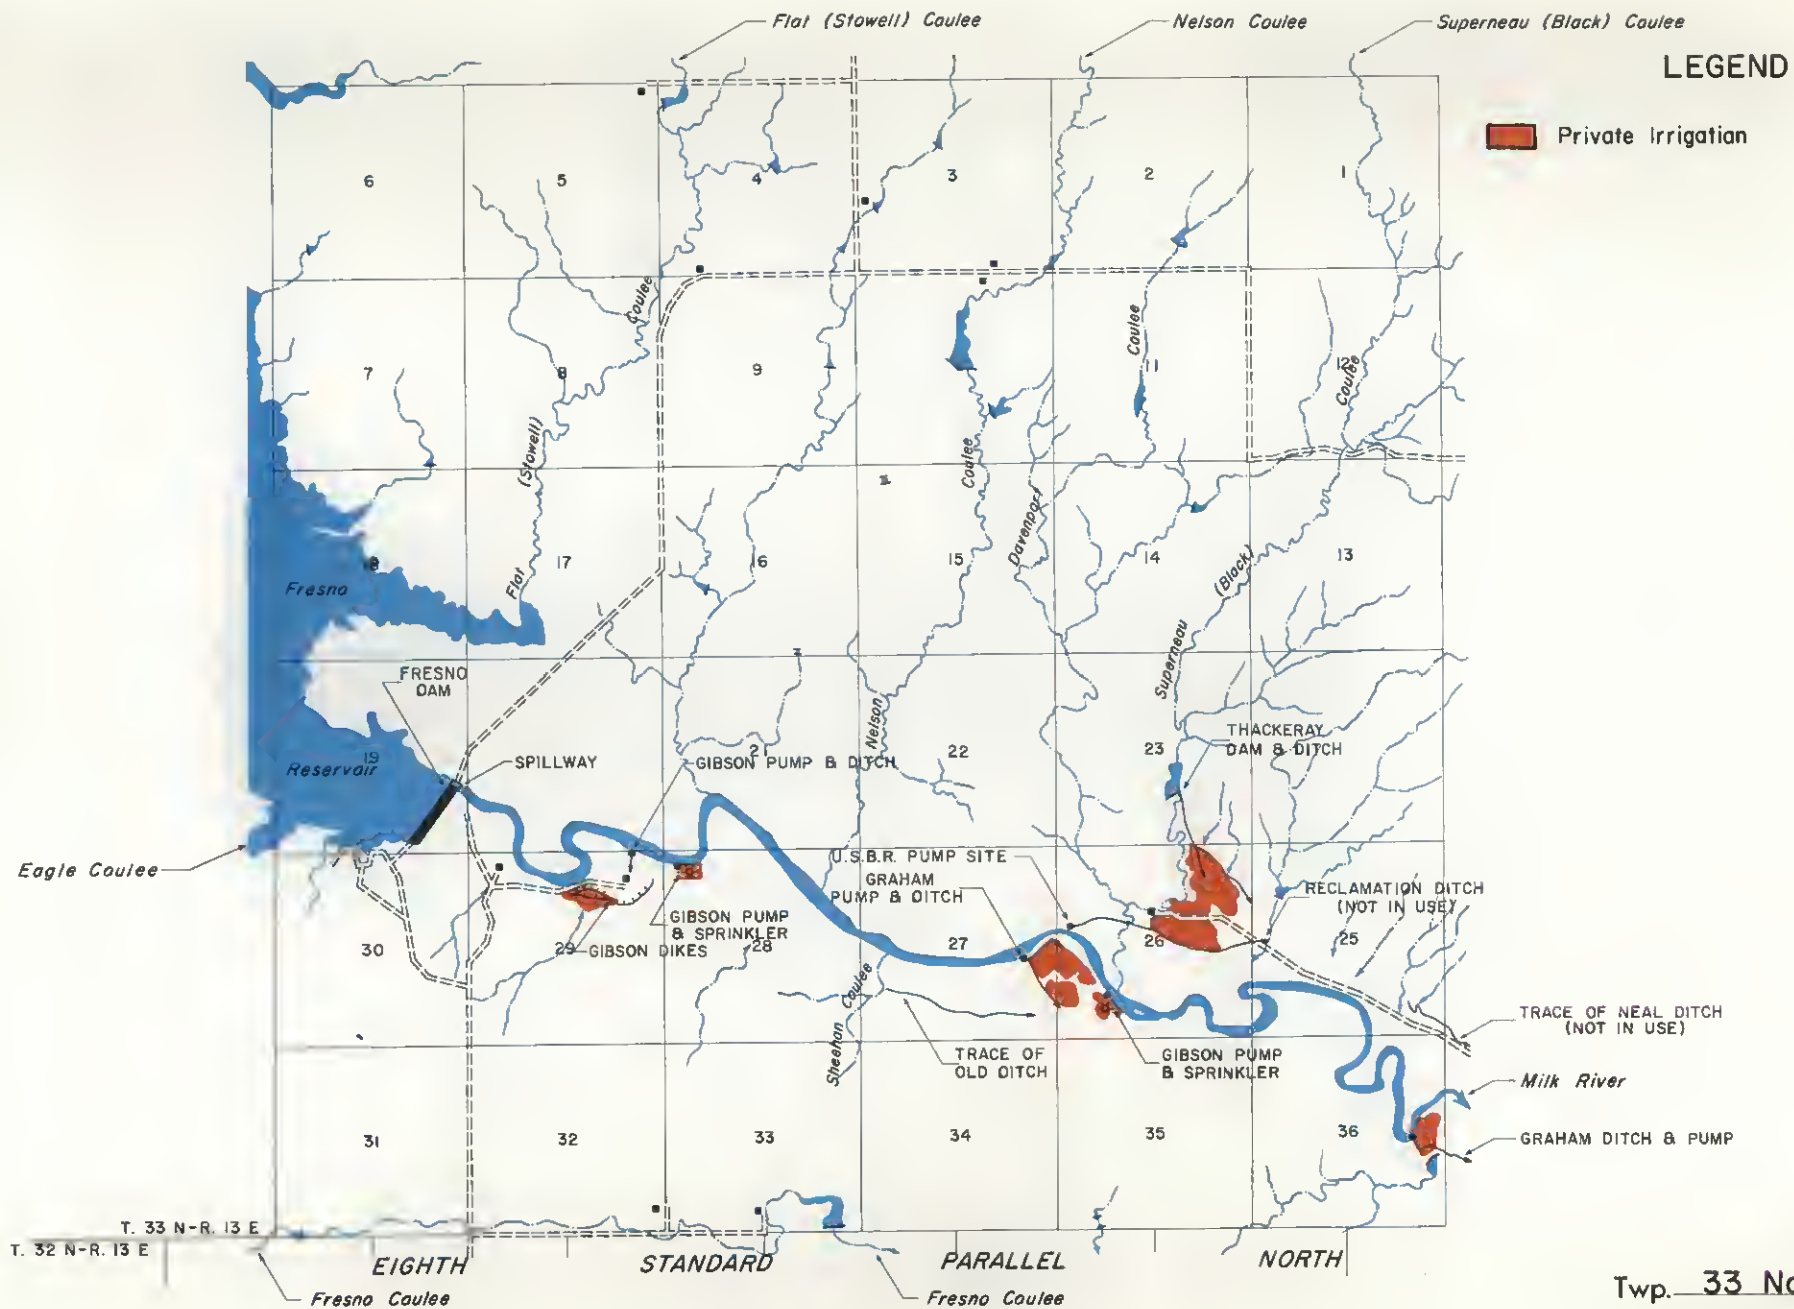 Flat (Stowell) Coulee
Nelson Coulee
Superneau (Black) Coulee
LEGEND
Private Irrigation
6
5
4
3
2
1
Coulee
7
8
9
Coulee
11
12
Coulee
(Stowell)
Coulee
Davenport
18
17
16
15
14
13
Fresno
Flat
(Black)
Superneau
FRESNO
DAM
Nelson
THACKERAY
DAM & DITCH
19
21
22
23
Reservoir
SPILLWAY
GIBSON PUMP & DITCH
Eagle Coulee
U.S.B.R. PUMP SITE
GRAHAM
PUMP & DITCH
RECLAMATION DITCH
(NOT IN USE)
GIBSON PUMP
& SPRINKLER
30
29
GIBSON DIKES
28
27
26
25
Sheehan Coulee
TRACE OF
OLD DITCH
GIBSON PUMP
& SPRINKLER
TRACE OF NEAL DITCH
(NOT IN USE)
Milk River
31
32
33
34
35
36
GRAHAM DITCH & PUMP
T. 33 N-R. 13 E
T. 32 N-R. 13 E
EIGHTH STANDARD PARALLEL NORTH
Fresno Coulee
Fresno Coulee
Twp. 33 No